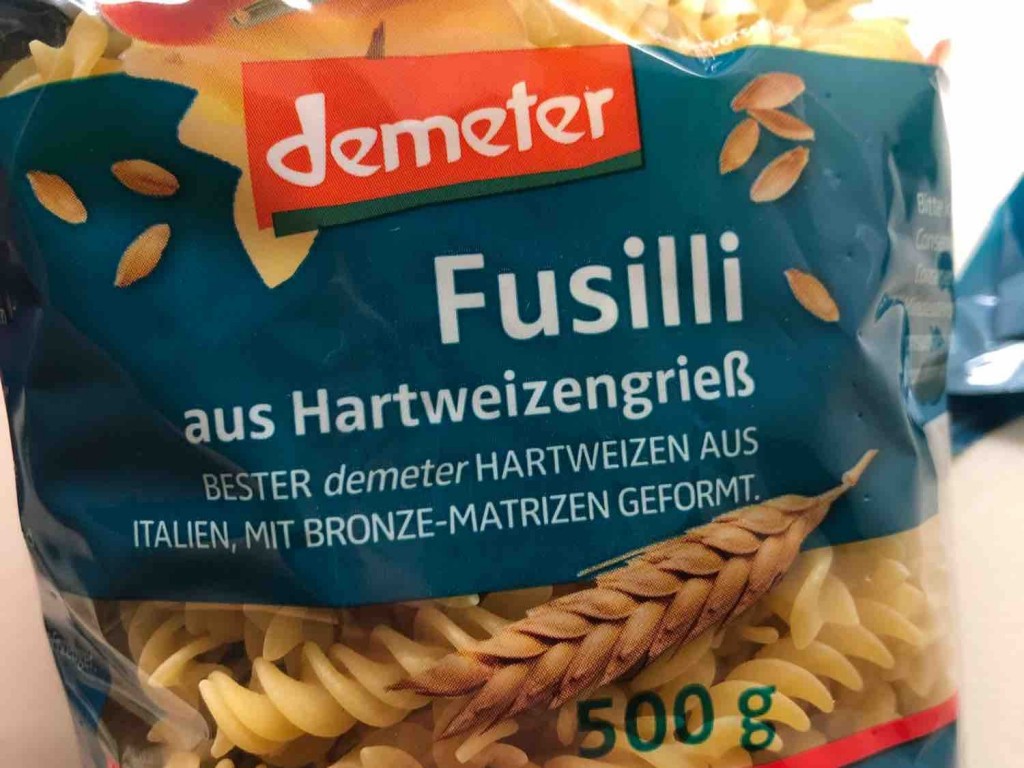 demeter
Fusilli
aus Hartweizengrieß
BESTER demeter HARTWEIZEN AUS
ITALIEN, MIT BRONZE-MATRIZEN GEFORMT.
500 g